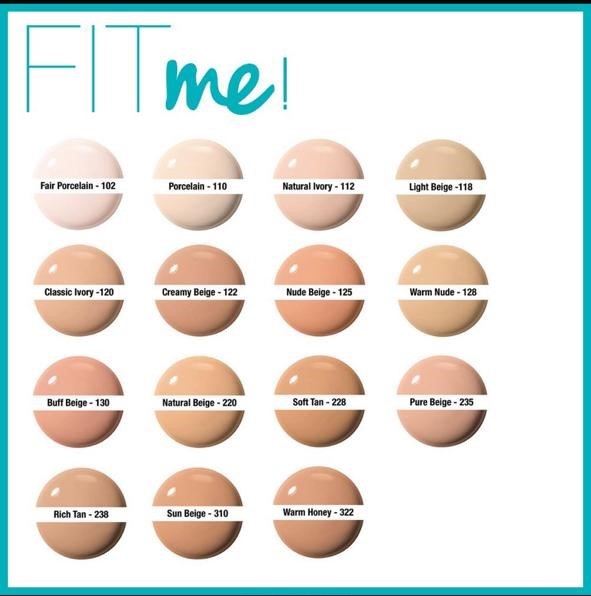 FIT me!
Fair Porcelain - 102
Porcelain - 110
Natural Ivory - 112
Light Beige -118
Classic Ivory -120
Creamy Beige - 122
Nude Beige - 125
Warm Nude - 128
Buff Beige - 130
Natural Beige - 220
Soft Tan - 228
Pure Beige - 235
Rich Tan - 238
Sun Beige - 310
Warm Honey - 322